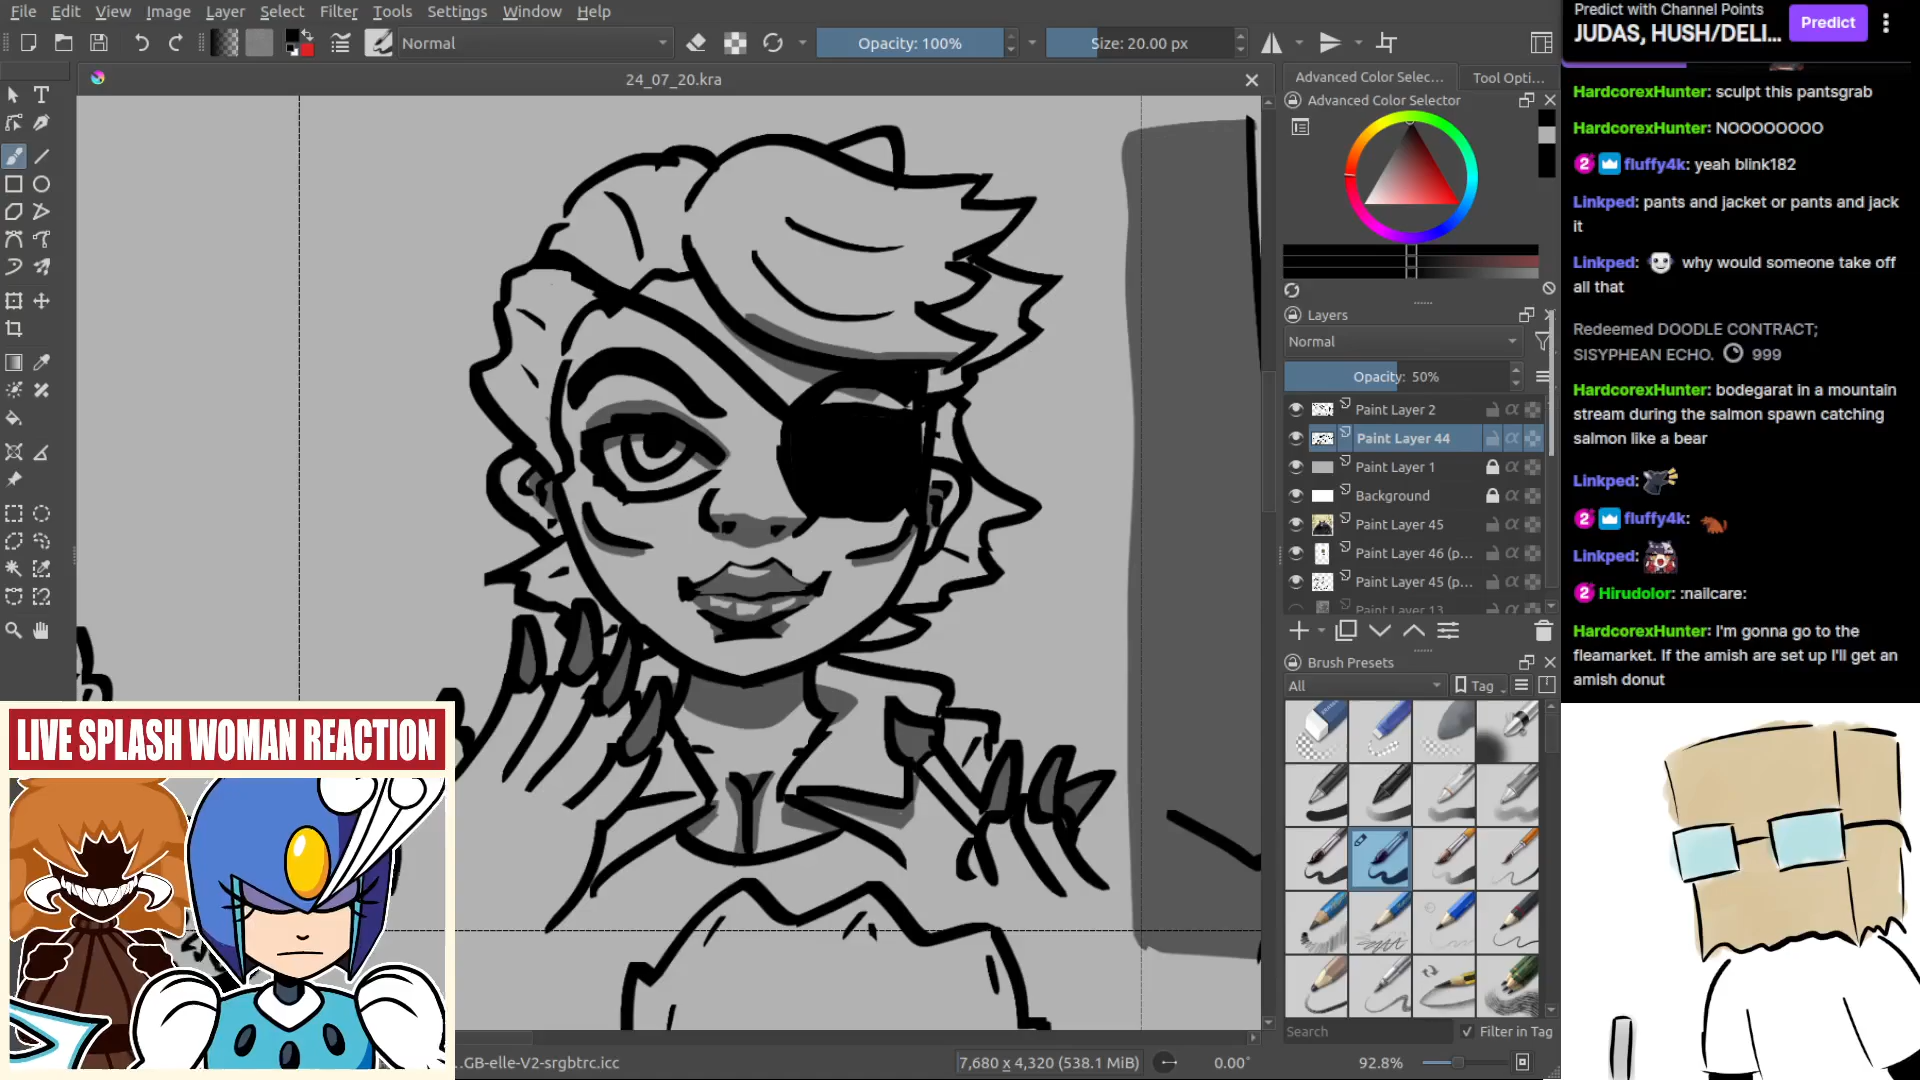 File Edit View Image Layer Select Filter Tools Settings Window Help
Normal
Opacity: 100%
Size: 20.00 px
24_07_20.kra
Advanced Color Selec...
Tool Opti...
Advanced Color Selector
Layers
Normal
Opacity: 50%
Paint Layer 2
Paint Layer 44
Paint Layer 1
Background
Paint Layer 45
Paint Layer 46 (p...
Paint Layer 45 (p...
Paint Layer 13
Brush Presets
All
Tag
Search
Filter in Tag
...GB-elle-V2-srgbtrc.icc
7,680 x 4,320 (538.1 MiB)
0.00°
92.8%
LIVE SPLASH WOMAN REACTION
Predict with Channel Points
JUDAS, HUSH/DELI...
Predict
HardcorexHunter: sculpt this pantsgrab
HardcorexHunter: NOOOOOOOO
2 fluffy4k: yeah blink182
Linkped: pants and jacket or pants and jack
it
Linkped: why would someone take off
all that
Redeemed DOODLE CONTRACT;
SISYPHEAN ECHO. 999
HardcorexHunter: bodegarat in a mountain
stream during the salmon spawn catching
salmon like a bear
Linkped:
2 fluffy4k:
Linkped:
2 Hirudolor: :nailcare:
HardcorexHunter: I'm gonna go to the
fleamarket. If the amish are set up I'll get an
amish donut